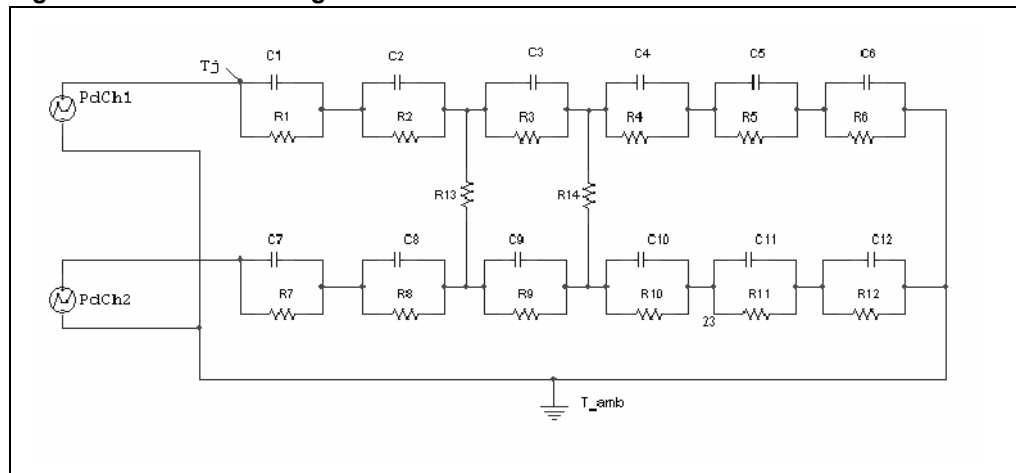 C1 C2 C3 C4 C5 C6
Tj
PdCh1
R1 R2 R3 R4 R5 R6
R13 R14
C7 C8 C9 C10 C11 C12
PdCh2
R7 R8 R9 R10 R11 R12
23
T_amb